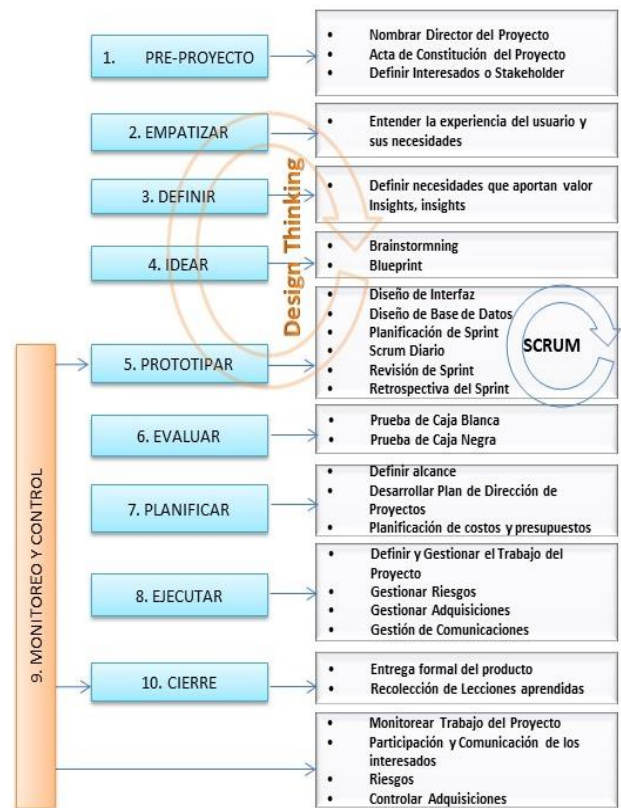 1. PRE-PROYECTO
• Nombrar Director del Proyecto
• Acta de Constitución del Proyecto
• Definir Interesados o Stakeholder
2. EMPATIZAR
• Entender la experiencia del usuario y
sus necesidades
3. DEFINIR
• Definir necesidades que aportan valor
Insights, insights
4. IDEAR
• Brainstormning
• Blueprint
Design Thinking
5. PROTOTIPAR
• Diseño de Interfaz
• Diseño de Base de Datos
• Planificación de Sprint
• Scrum Diario
• Revisión de Sprint
• Retrospectiva del Sprint
SCRUM
6. EVALUAR
• Prueba de Caja Blanca
• Prueba de Caja Negra
7. PLANIFICAR
• Definir alcance
• Desarrollar Plan de Dirección de
Proyectos
• Planificación de costos y presupuestos
8. EJECUTAR
• Definir y Gestionar el Trabajo del
Proyecto
• Gestionar Riesgos
• Gestionar Adquisiciones
• Gestión de Comunicaciones
9. MONITOREO Y CONTROL
10. CIERRE
• Entrega formal del producto
• Recolección de Lecciones aprendidas
• Monitorear Trabajo del Proyecto
• Participación y Comunicación de los
interesados
• Riesgos
• Controlar Adquisiciones